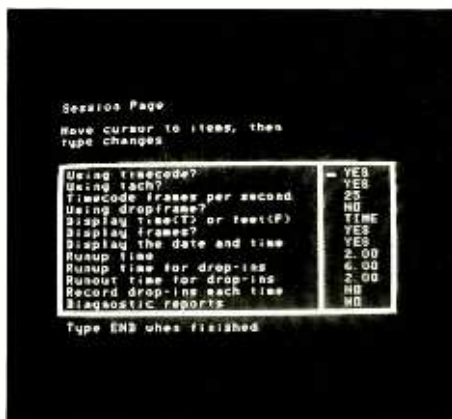 Session Page
Move cursor to items, then
type changes
Using timecode? YES
Using tach? YES
Timecode frames per second 25
Using dropframe? NO
Display time(T) or feet(F) TIME
Display frames? YES
Display the date and time YES
Runup time 2.00
Runup time for drop-ins 6.00
Runout time for drop-ins 2.00
Record drop-ins each time NO
Diagnostic reports NO
Type END when finished